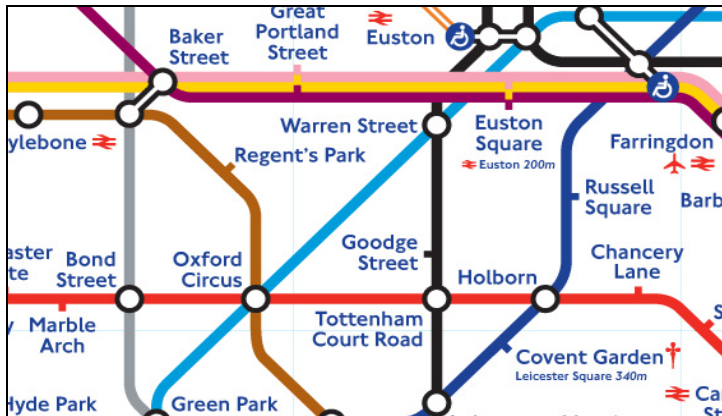 Great
Portland
Street
Euston
Baker
Street
Warren Street
Euston
Square
Euston 200m
Farringdon
ylebone
Regent's Park
Russell
Square
Barb
aster
te
Bond
Street
Oxford
Circus
Goodge
Street
Holborn
Chancery
Lane
Marble
Arch
Tottenham
Court Road
S
Covent Garden
Leicester Square 340m
Hyde Park
Green Park
Ca